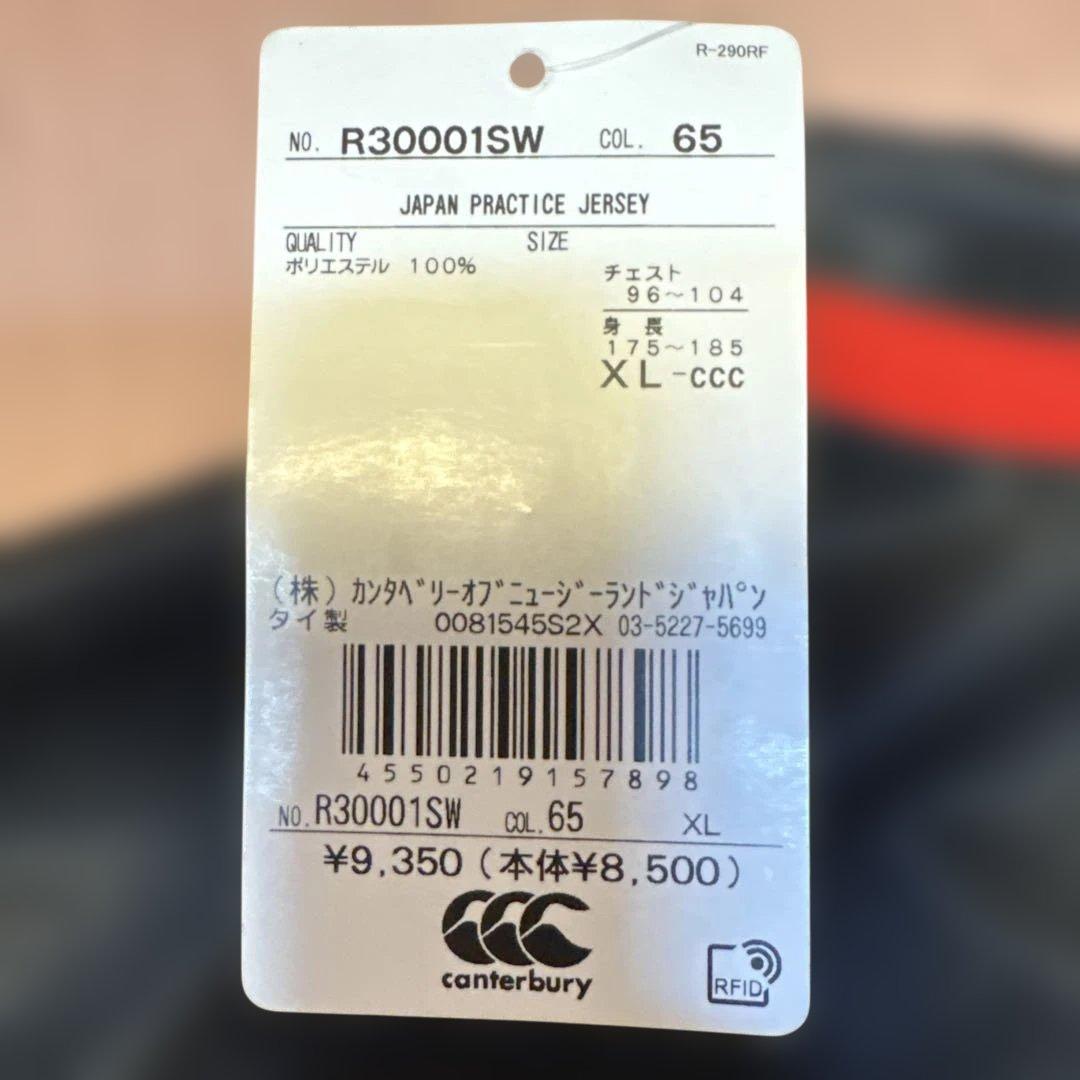 R-290RF
NO. R30001SW COL. 65
JAPAN PRACTICE JERSEY
QUALITY SIZE
ポリエステル 100%
チェスト
96～104
身 長
175～185
XL-ccc
(株)ｶﾝﾀﾍﾞﾘｰｵﾌﾞﾆｭｰｼﾞｰﾗﾝﾄﾞｼﾞｬﾊﾟﾝ
タイ製 0081545S2X 03-5227-5699
4550219157898
NO. R30001SW COL. 65 XL
¥9,350(本体¥8,500)
canterbury
RFID